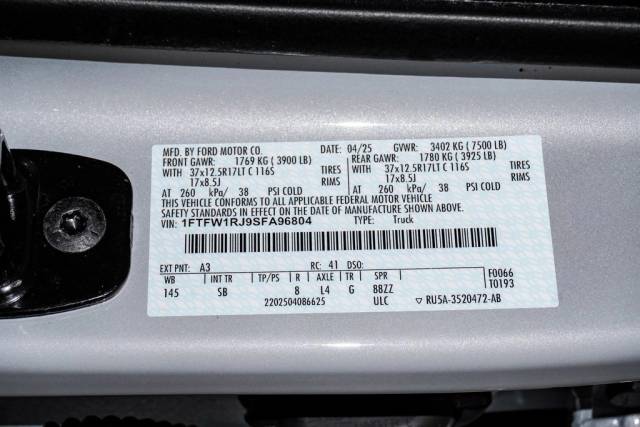 MFD. BY FORD MOTOR CO.
DATE: 04/25 GVWR: 3402 KG ( 7500 LB)
FRONT GAWR: 1769 KG ( 3900 LB) REAR GAWR: 1780 KG ( 3925 LB)
WITH 37x12.5R17LT C 116S TIRES WITH 37x12.5R17LT C 116S TIRES
17x8.5J RIMS 17x8.5J RIMS
AT 260 kPa/ 38 PSI COLD AT 260 kPa/ 38 PSI COLD
THIS VEHICLE CONFORMS TO ALL APPLICABLE FEDERAL MOTOR VEHICLE
SAFETY STANDARDS IN EFFECT ON THE DATE OF MANUFACTURE SHOWN ABOVE.
VIN: 1FTFW1RJ9SFA96804 TYPE: Truck
EXT PNT: A3 RC: 41 DSO:
WB INT TR TP/PS R AXLE TR SPR
145 SB 8 L4 G 88ZZ
F0066
T0193
2202504086625 ULC ▽ RU5A-3520472-AB